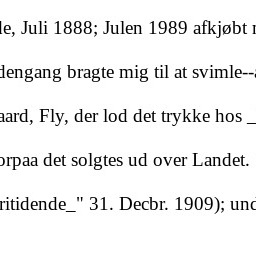 le, Juli 1888; Julen 1989 afkjøbt
dengang bragte mig til at svimle--
aard, Fly, der lod det trykke hos _
orpaa det solgtes ud over Landet.
ritidende_" 31. Decbr. 1909); und